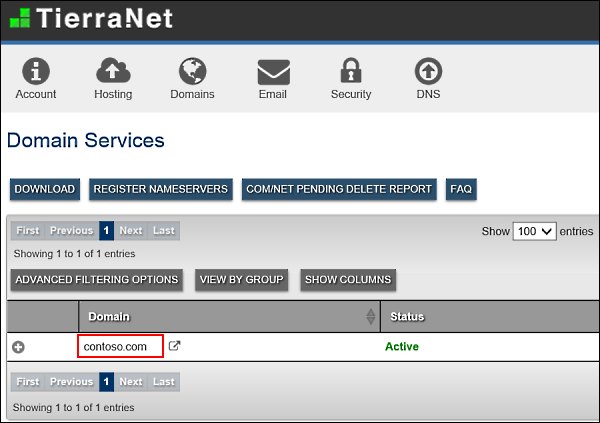 TierraNet
Account Hosting Domains Email Security DNS
Domain Services
DOWNLOAD REGISTER NAMESERVERS COM/NET PENDING DELETE REPORT FAQ
First Previous 1 Next Last Show 100 entries
Showing 1 to 1 of 1 entries
ADVANCED FILTERING OPTIONS VIEW BY GROUP SHOW COLUMNS
Domain Status
contoso.com Active
First Previous 1 Next Last
Showing 1 to 1 of 1 entries